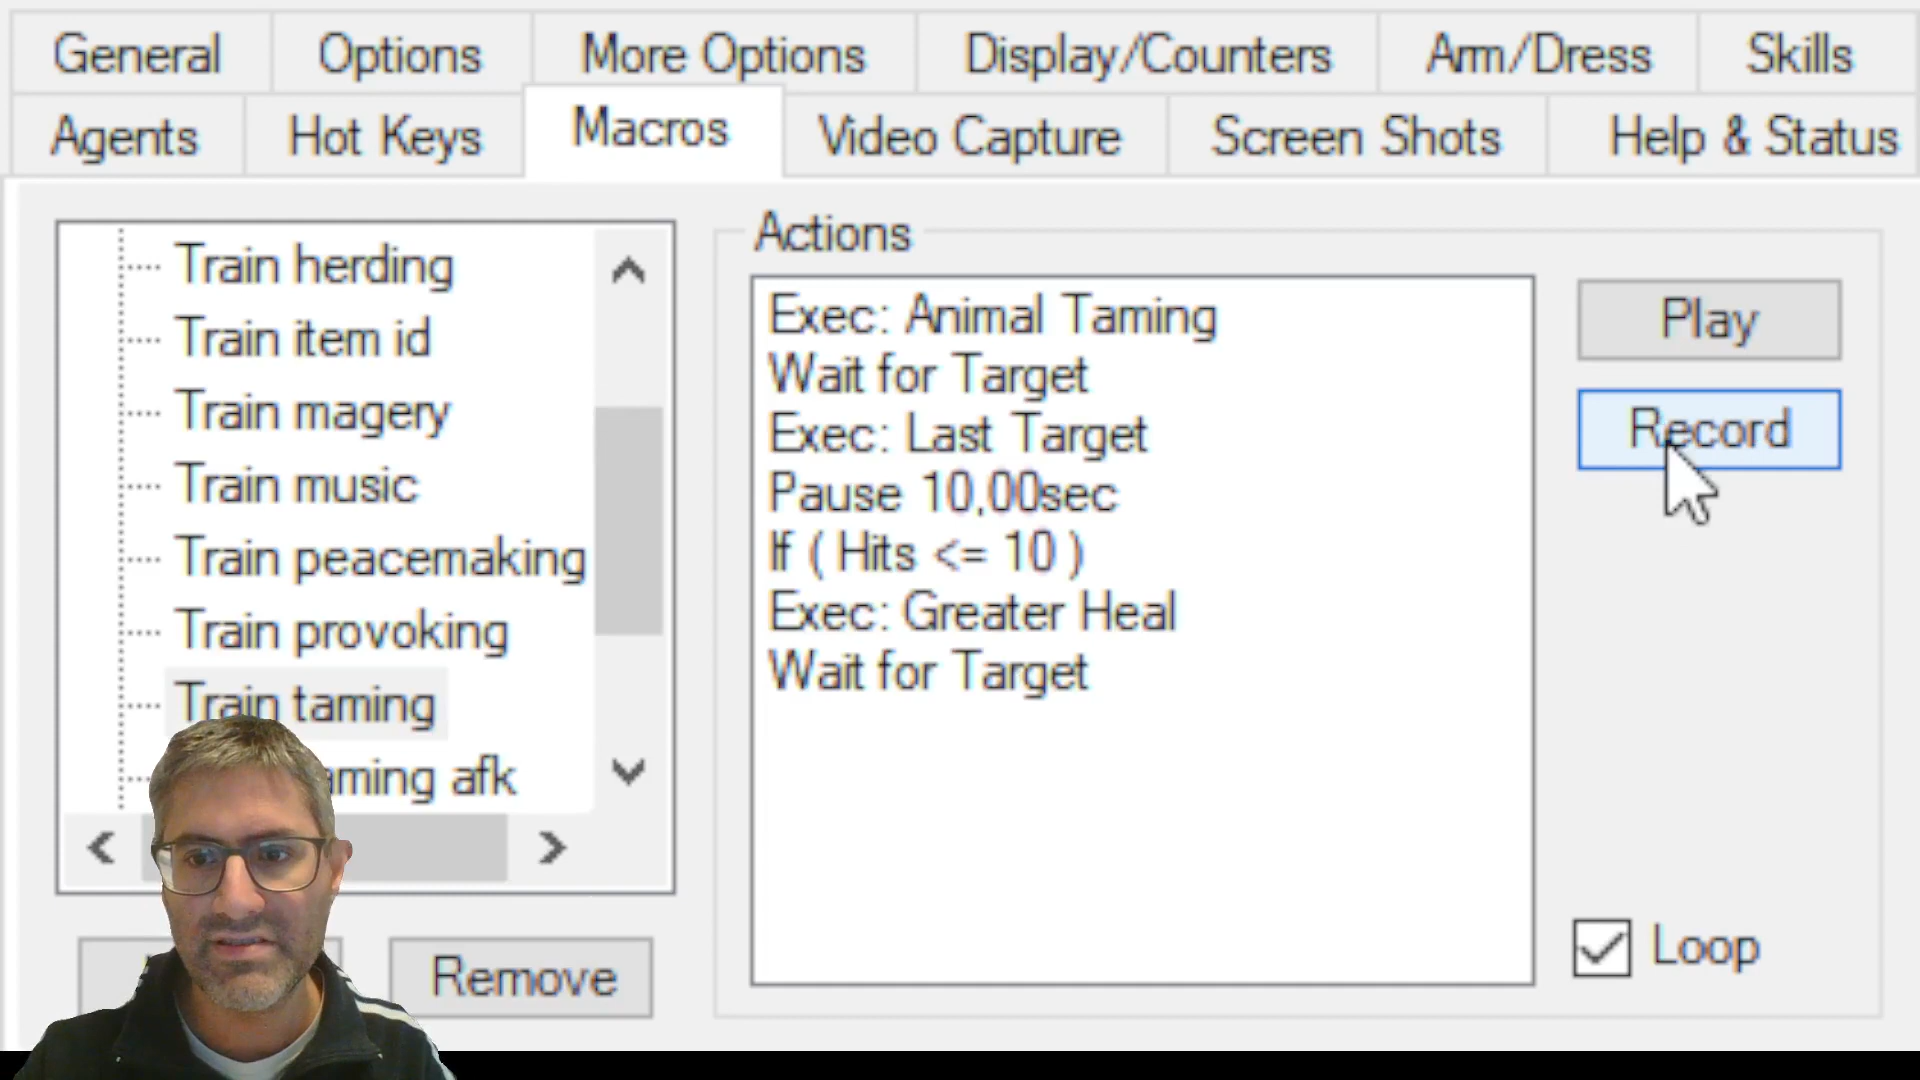 General
Options
More Options
Display/Counters
Arm/Dress
Skills
Agents
Hot Keys
Macros
Video Capture
Screen Shots
Help & Status
Train herding
Train item id
Train magery
Train music
Train peacemaking
Train provoking
Train taming
taming afk
Remove
Actions
Exec: Animal Taming
Wait for Target
Exec: Last Target
Pause 10,00sec
If ( Hits <= 10 )
Exec: Greater Heal
Wait for Target
Play
Record
Loop